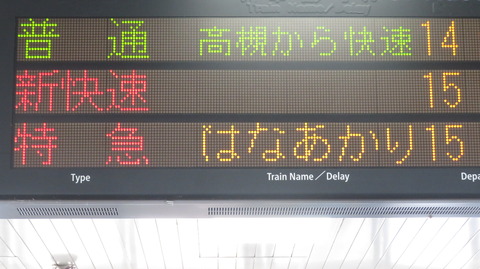 普通 高槻から快速 14
新快速 15
特急 はなあかり 15
Type Train Name／Delay Depa